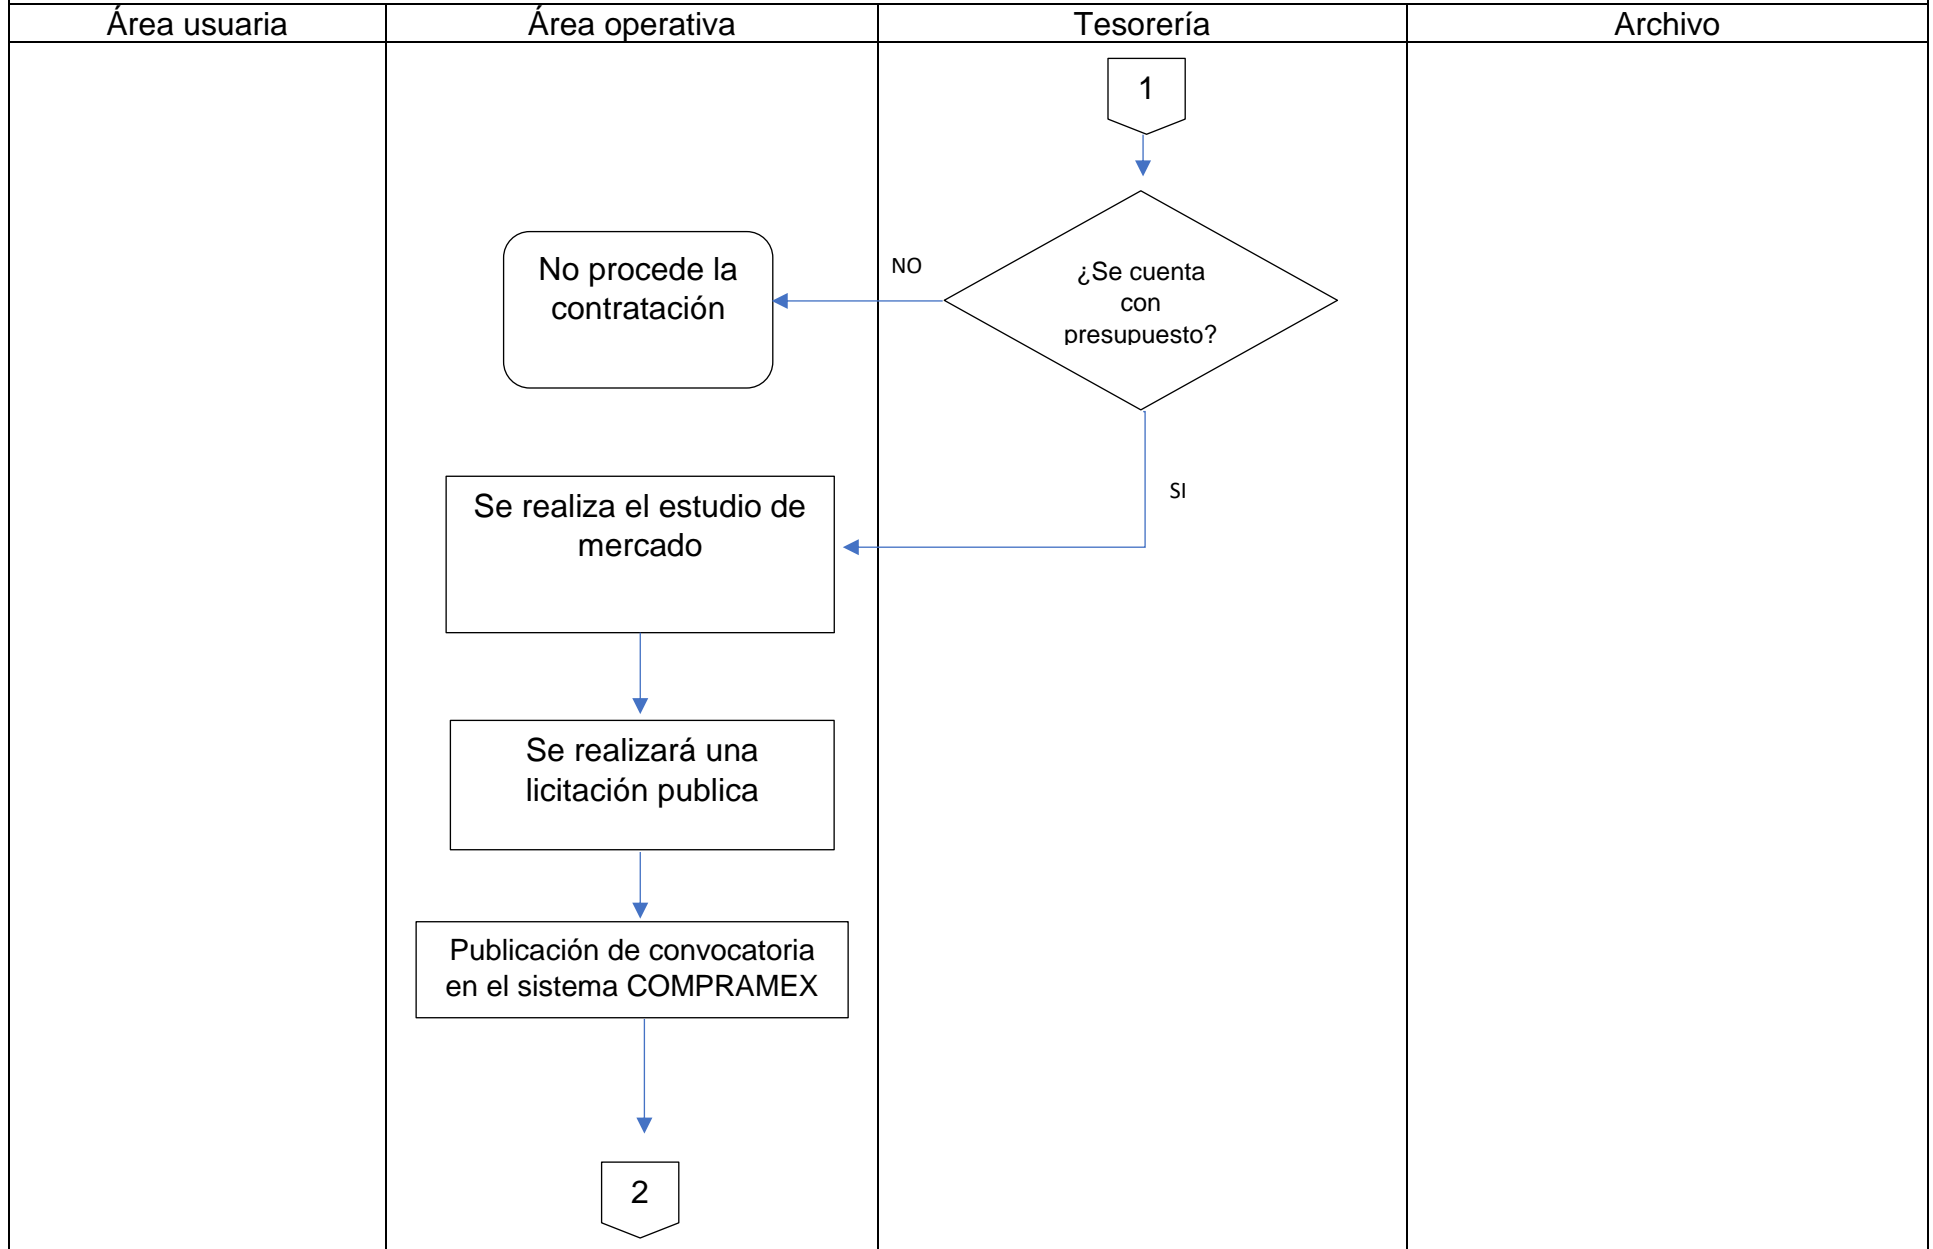 Área usuaria
Área operativa
Tesorería
Archivo
1
¿Se cuenta
con
presupuesto?
NO
No procede la
contratación
SI
Se realiza el estudio de
mercado
Se realizará una
licitación publica
Publicación de convocatoria
en el sistema COMPRAMEX
2